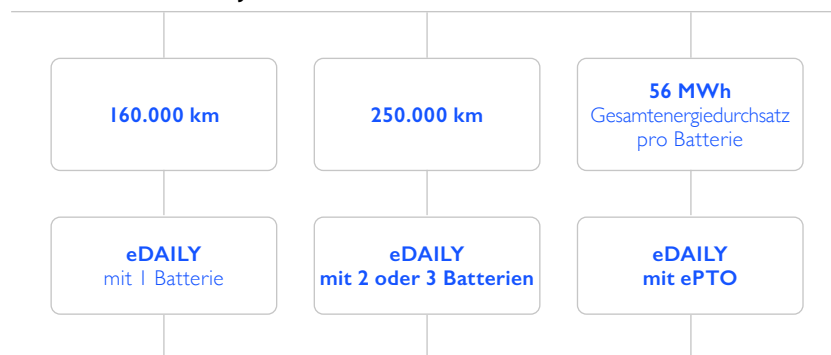 160.000 km
250.000 km
56 MWh
Gesamtenergiedurchsatz
pro Batterie
eDAILY
mit 1 Batterie
eDAILY
mit 2 oder 3 Batterien
eDAILY
mit ePTO